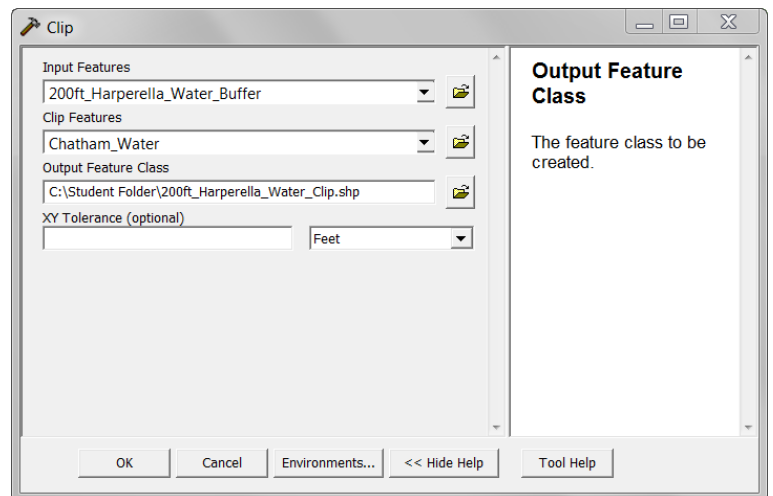 Clip
Input Features
200ft_Harperella_Water_Buffer
Clip Features
Chatham_Water
Output Feature Class
C:\Student Folder\200ft_Harperella_Water_Clip.shp
XY Tolerance (optional)
Feet
Output Feature
Class
The feature class to be
created.
OK Cancel Environments... << Hide Help Tool Help